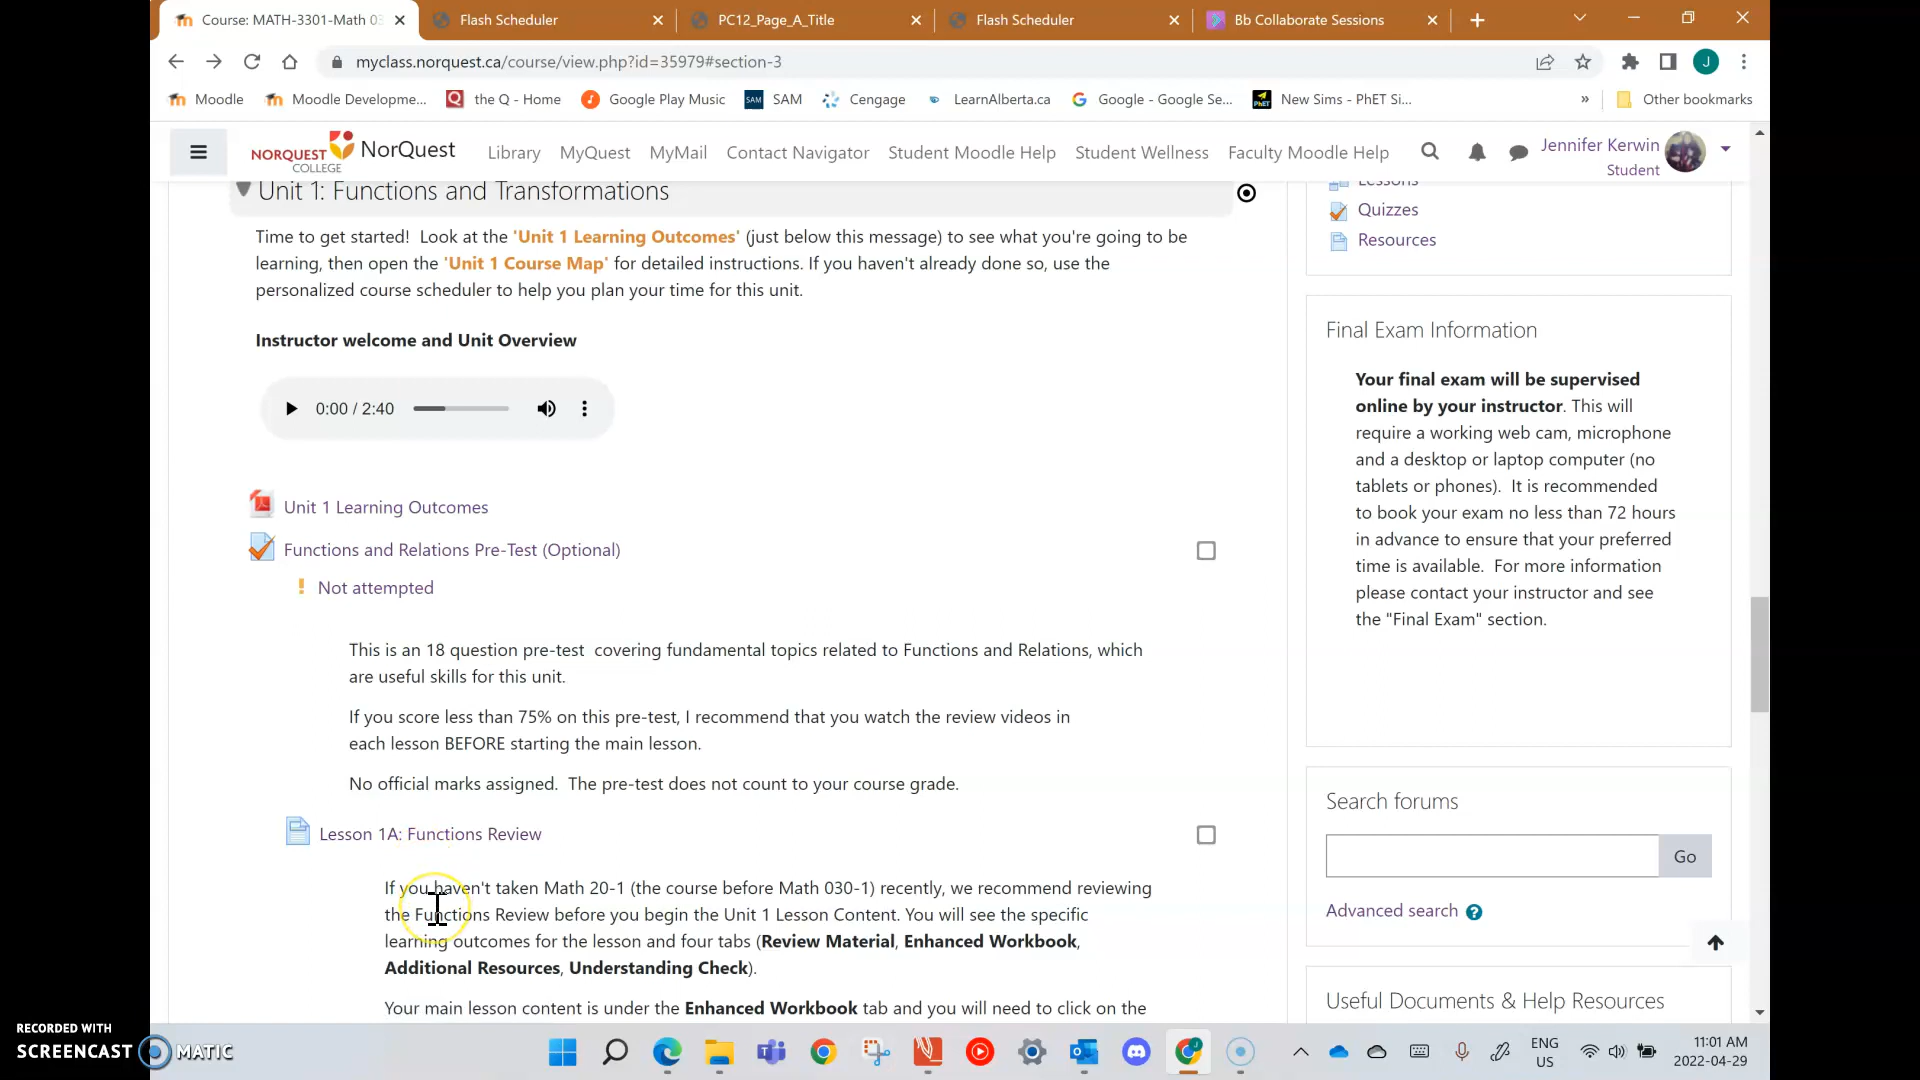 Course: MATH-3301-Math 03
Flash Scheduler
PC12_Page_A_Title
Flash Scheduler
Bb Collaborate Sessions
myclass.norquest.ca/course/view.php?id=35979#section-3
J
Moodle
Moodle Developme...
the Q - Home
Google Play Music
SAM
SAM
Cengage
LearnAlberta.ca
Google - Google Se...
New Sims - PhET Si...
»
Other bookmarks
NORQUEST
COLLEGE
NorQuest
Library
MyQuest
MyMail
Contact Navigator
Student Moodle Help
Student Wellness
Faculty Moodle Help
Jennifer Kerwin
Student
Unit 1: Functions and Transformations
Time to get started! Look at the 'Unit 1 Learning Outcomes' (just below this message) to see what you're going to be
learning, then open the 'Unit 1 Course Map' for detailed instructions. If you haven't already done so, use the
personalized course scheduler to help you plan your time for this unit.
Instructor welcome and Unit Overview
0:00 / 2:40
Unit 1 Learning Outcomes
Functions and Relations Pre-Test (Optional)
! Not attempted
This is an 18 question pre-test covering fundamental topics related to Functions and Relations, which
are useful skills for this unit.
If you score less than 75% on this pre-test, I recommend that you watch the review videos in
each lesson BEFORE starting the main lesson.
No official marks assigned. The pre-test does not count to your course grade.
Lesson 1A: Functions Review
If you haven't taken Math 20-1 (the course before Math 030-1) recently, we recommend reviewing
the Functions Review before you begin the Unit 1 Lesson Content. You will see the specific
learning outcomes for the lesson and four tabs (Review Material, Enhanced Workbook,
Additional Resources, Understanding Check).
Your main lesson content is under the Enhanced Workbook tab and you will need to click on the
Lessons
Quizzes
Resources
Final Exam Information
Your final exam will be supervised
online by your instructor. This will
require a working web cam, microphone
and a desktop or laptop computer (no
tablets or phones). It is recommended
to book your exam no less than 72 hours
in advance to ensure that your preferred
time is available. For more information
please contact your instructor and see
the "Final Exam" section.
Search forums
Go
Advanced search ?
Useful Documents & Help Resources
RECORDED WITH
SCREENCAST MATIC
ENG
US
11:01 AM
2022-04-29